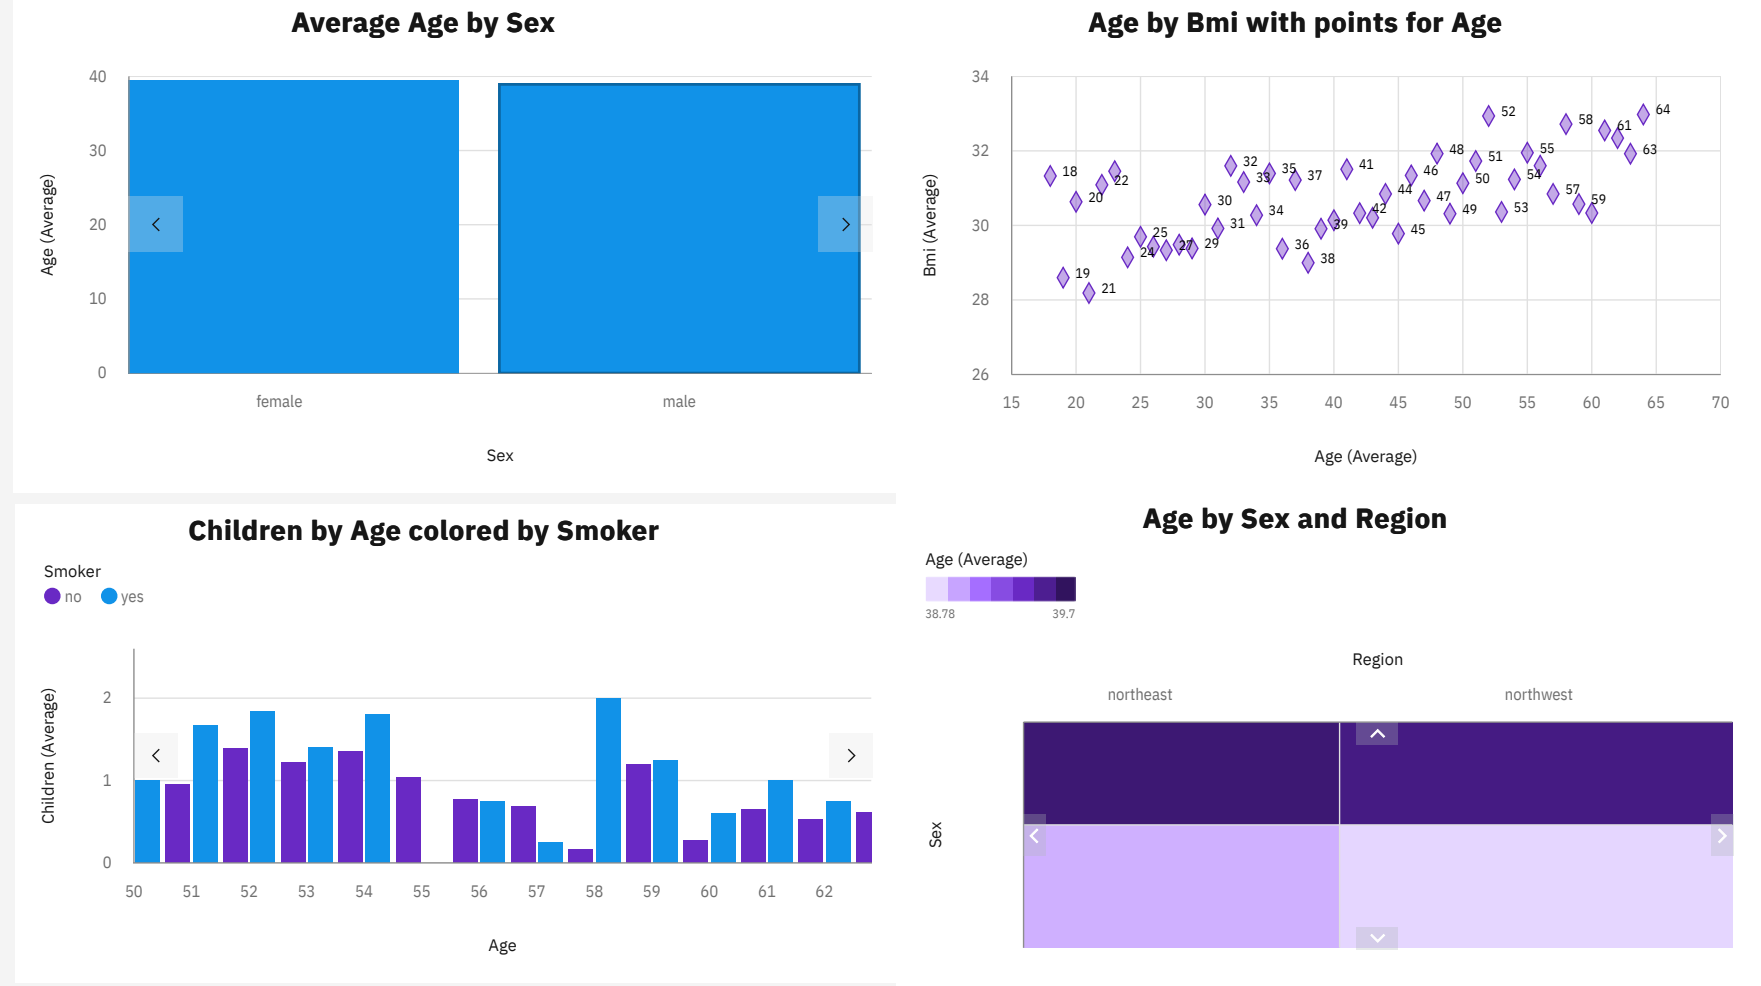 Average Age by Sex
Age (Average)
40
30
20
10
0
female
male
Sex
Age by Bmi with points for Age
Bmi (Average)
34
32
30
28
26
18
20
22
19
21
24
25
27
29
30
31
32
33
34
35
36
37
38
39
41
42
44
45
46
47
48
49
50
51
52
53
54
55
57
58
59
61
63
64
15 20 25 30 35 40 45 50 55 60 65 70
Age (Average)
Children by Age colored by Smoker
Smoker
no yes
Children (Average)
2
1
0
50 51 52 53 54 55 56 57 58 59 60 61 62
Age
Age by Sex and Region
Age (Average)
38.78 39.7
Region
northeast northwest
Sex